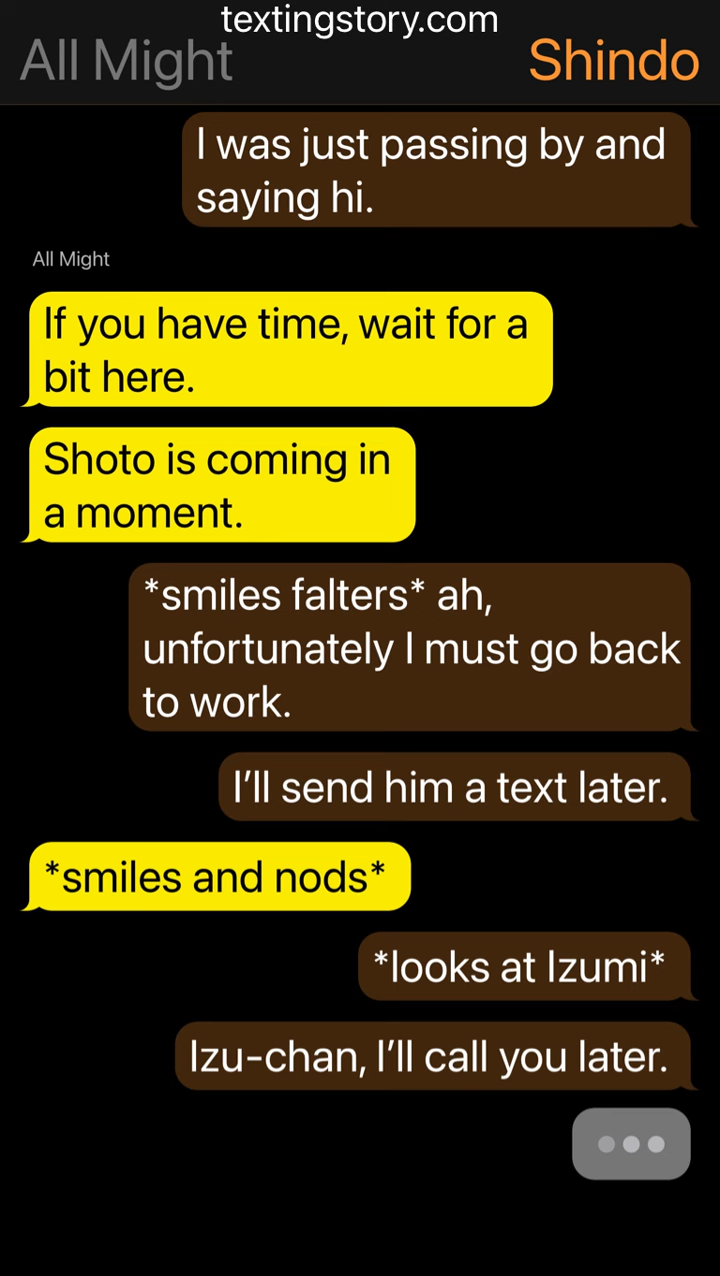 textingstory.com
All Might
Shindo
I was just passing by and
saying hi.
All Might
If you have time, wait for a
bit here.
Shoto is coming in
a moment.
*smiles falters* ah,
unfortunately I must go back
to work.
I’ll send him a text later.
*smiles and nods*
*looks at Izumi*
Izu-chan, I’ll call you later.